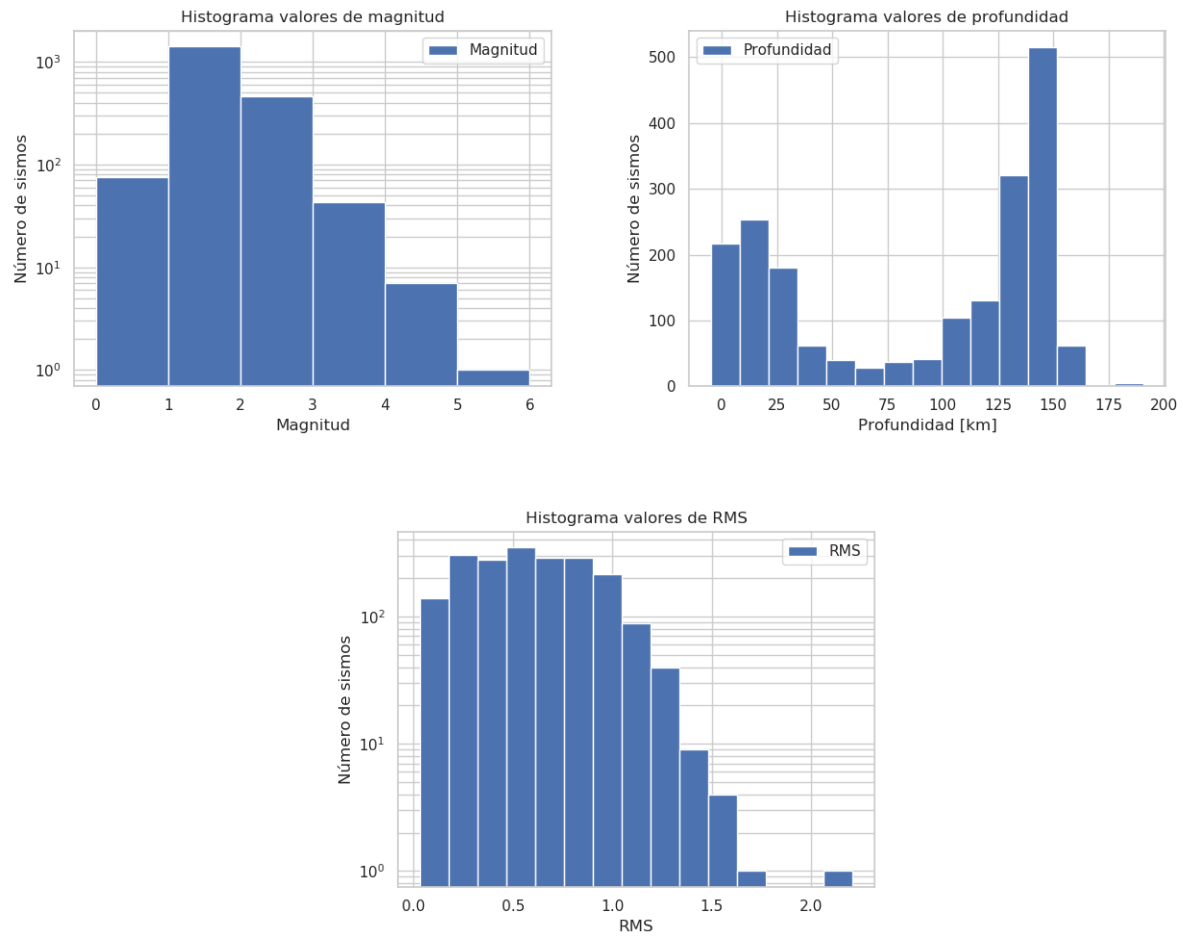 Histograma valores de magnitud
Magnitud
Número de sismos
10³
10²
10¹
10⁰
0 1 2 3 4 5 6
Magnitud
Histograma valores de profundidad
Profundidad
Número de sismos
500
400
300
200
100
0
0 25 50 75 100 125 150 175 200
Profundidad [km]
Histograma valores de RMS
RMS
Número de sismos
10²
10¹
10⁰
0.0 0.5 1.0 1.5 2.0
RMS